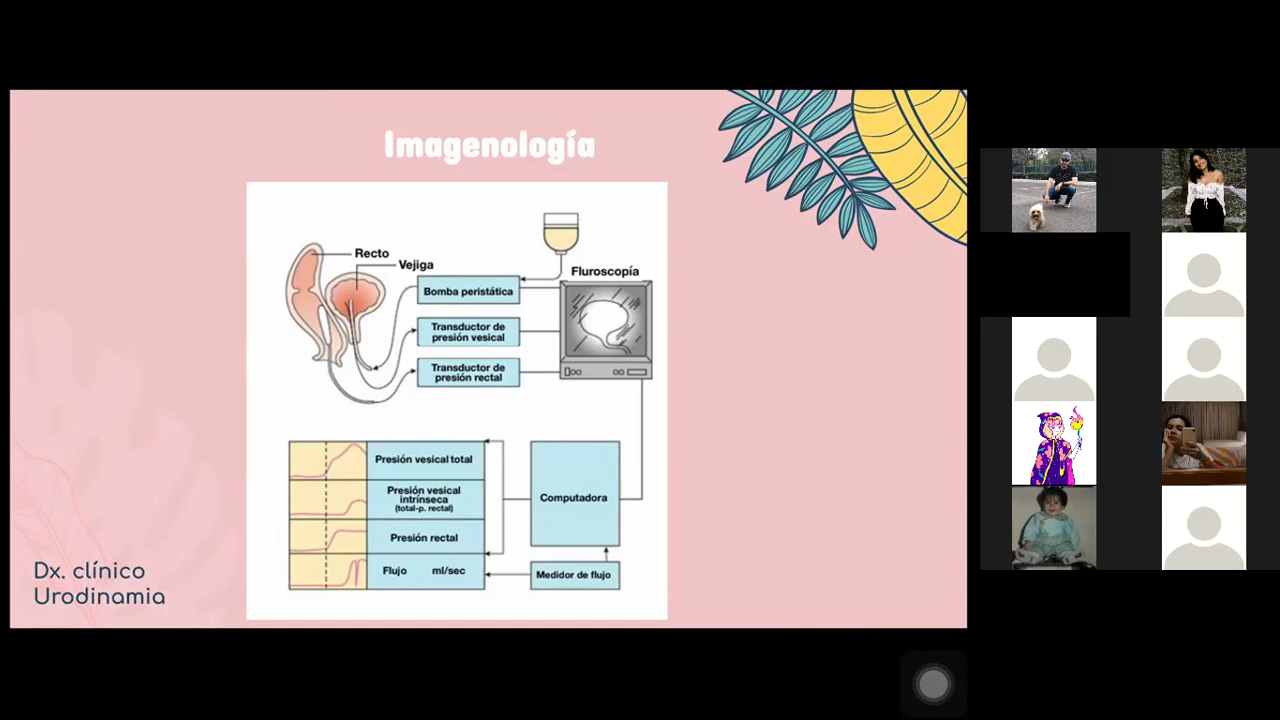 Imagenología
Recto
Vejiga
Fluroscopía
Bomba peristática
Transductor de
presión vesical
Transductor de
presión rectal
Presión vesical total
Presión vesical
intrínseca
(total-p. rectal)
Presión rectal
Flujo ml/sec
Computadora
Medidor de flujo
Dx. clínico
Urodinamia